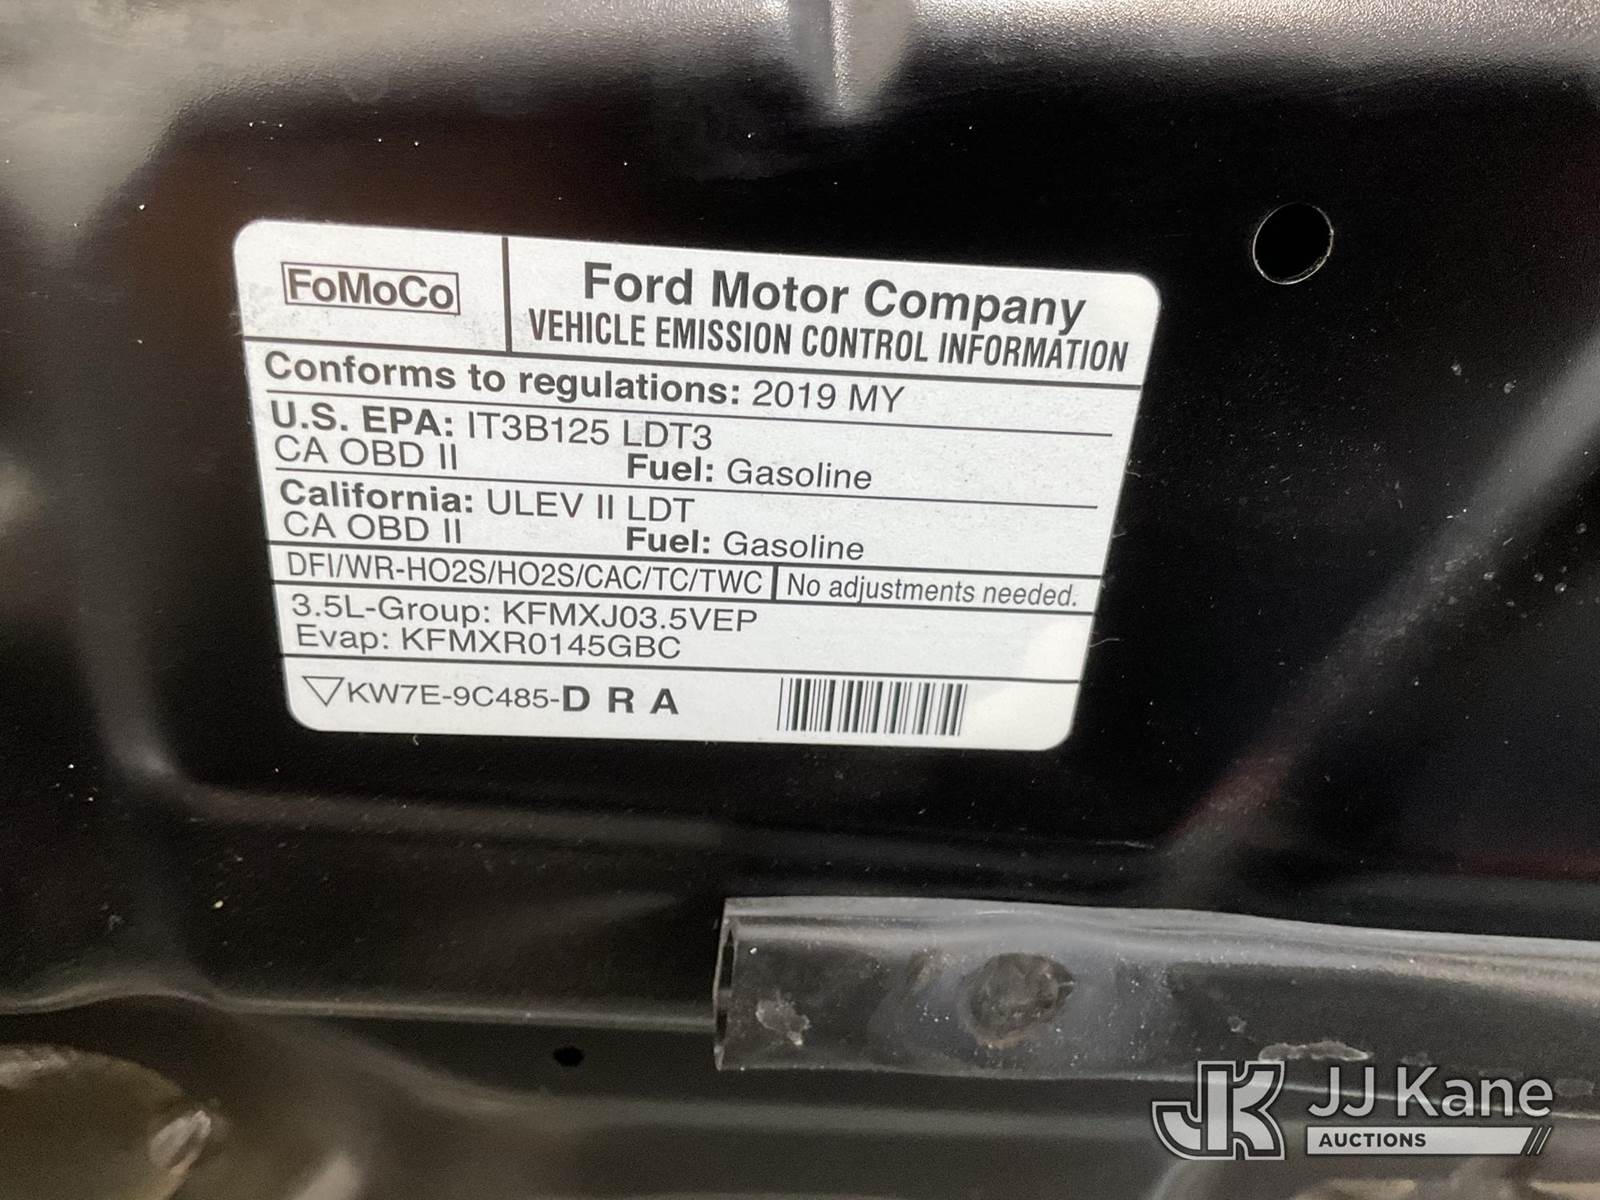 FoMoCo
Ford Motor Company
VEHICLE EMISSION CONTROL INFORMATION
Conforms to regulations: 2019 MY
U.S. EPA: IT3B125 LDT3
CA OBD II Fuel: Gasoline
California: ULEV II LDT
CA OBD II Fuel: Gasoline
DFI/WR-HO2S/HO2S/CAC/TC/TWC No adjustments needed.
3.5L-Group: KFMXJ03.5VEP
Evap: KFMXR0145GBC
KW7E-9C485-D R A
JK JJ Kane
AUCTIONS